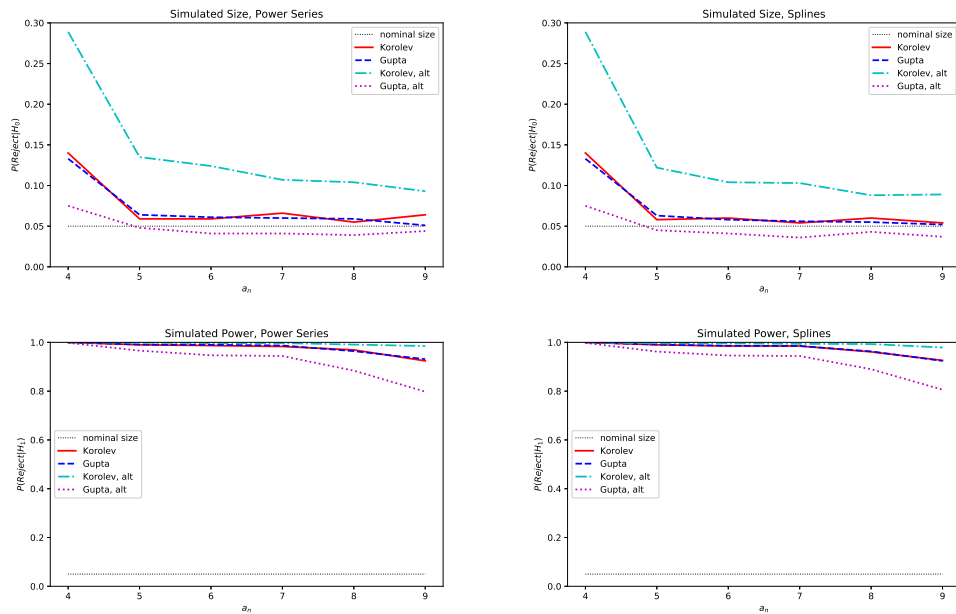 Simulated Size, Power Series
0.30
0.25
0.20
0.15
0.10
0.05
0.00
P(Reject|H₀)
nominal size
Korolev
Gupta
Korolev, alt
Gupta, alt
4 5 6 7 8 9
aₙ
Simulated Size, Splines
0.30
0.25
0.20
0.15
0.10
0.05
0.00
P(Reject|H₀)
nominal size
Korolev
Gupta
Korolev, alt
Gupta, alt
4 5 6 7 8 9
aₙ
Simulated Power, Power Series
1.0
0.8
0.6
0.4
0.2
0.0
P(Reject|H₁)
nominal size
Korolev
Gupta
Korolev, alt
Gupta, alt
4 5 6 7 8 9
aₙ
Simulated Power, Splines
1.0
0.8
0.6
0.4
0.2
0.0
P(Reject|H₁)
nominal size
Korolev
Gupta
Korolev, alt
Gupta, alt
4 5 6 7 8 9
aₙ